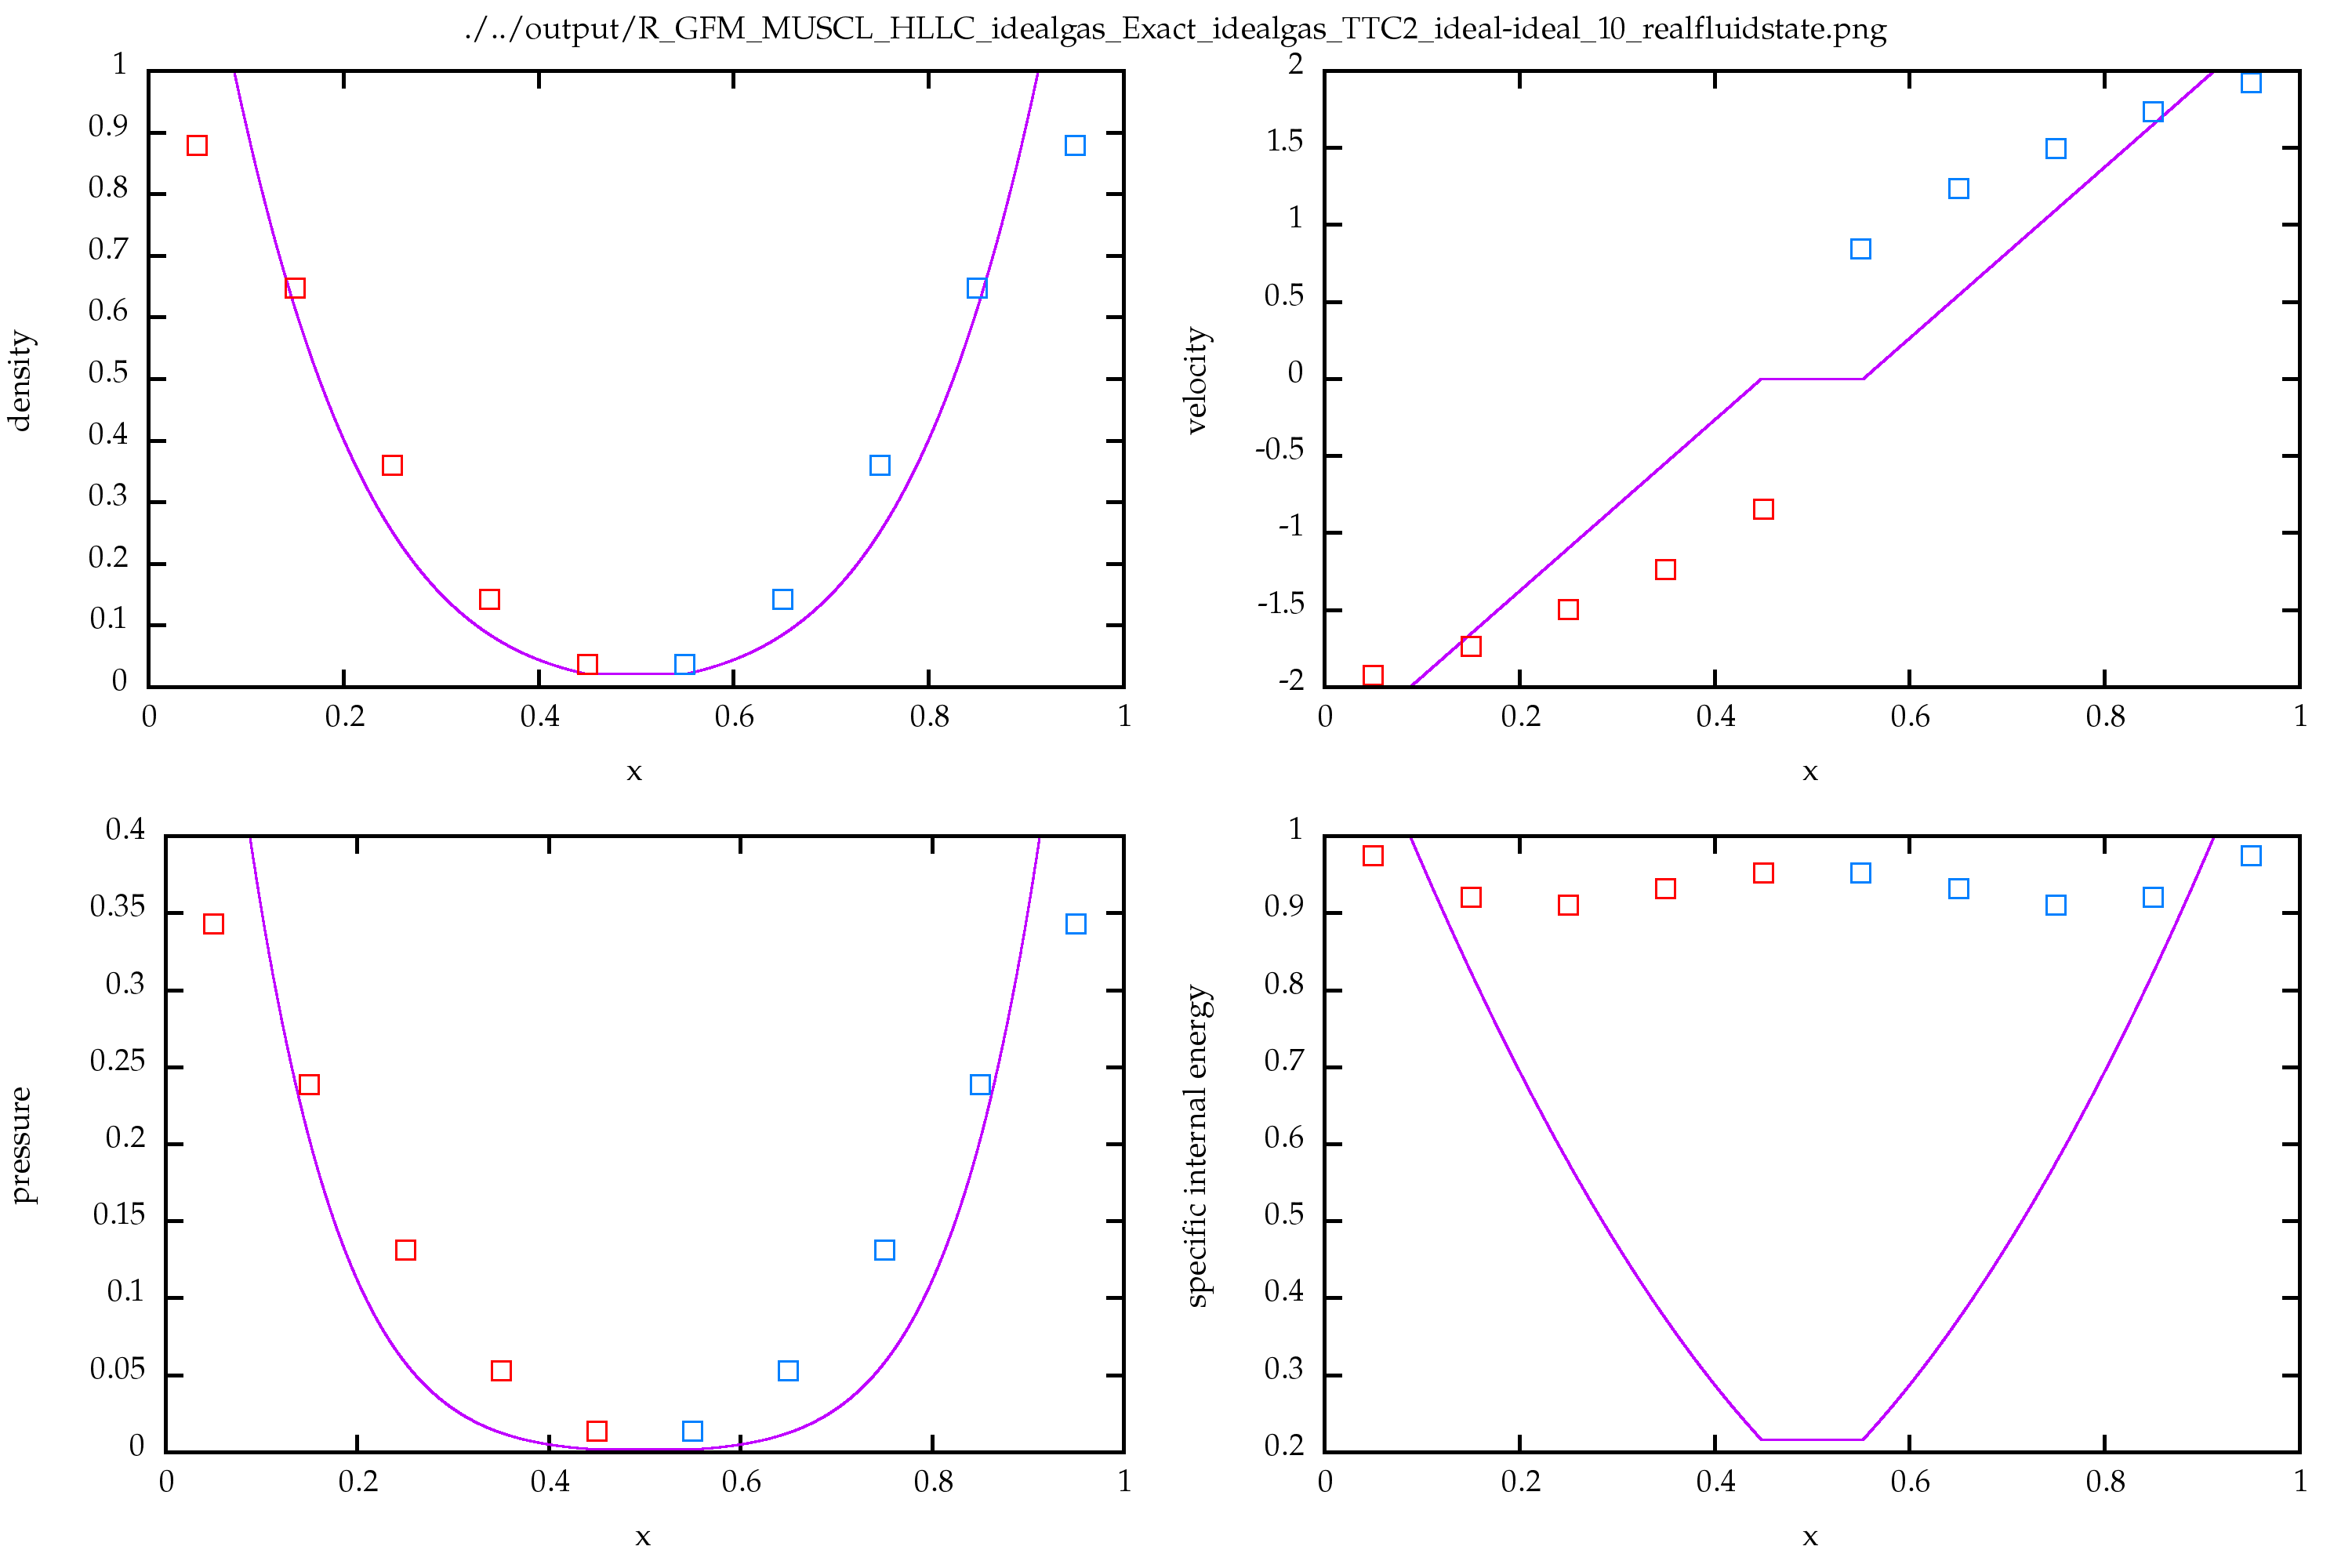 ./../output/R_GFM_MUSCL_HLLC_idealgas_Exact_idealgas_TTC2_ideal-ideal_10_realfluidstate.png
1
0.9
0.8
0.7
0.6
0.5
0.4
0.3
0.2
0.1
0
density
0 0.2 0.4 0.6 0.8 1
x
2
1.5
1
0.5
0
-0.5
-1
-1.5
-2
velocity
0 0.2 0.4 0.6 0.8 1
x
0.4
0.35
0.3
0.25
0.2
0.15
0.1
0.05
0
pressure
0 0.2 0.4 0.6 0.8 1
x
1
0.9
0.8
0.7
0.6
0.5
0.4
0.3
0.2
specific internal energy
0 0.2 0.4 0.6 0.8 1
x